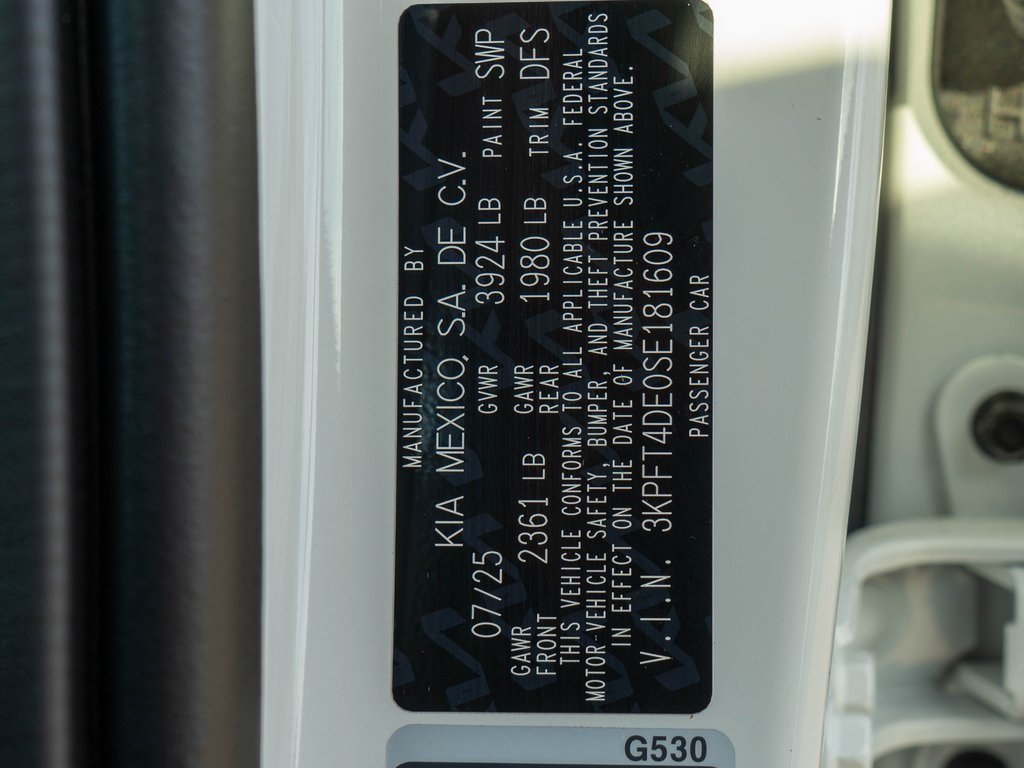 MANUFACTURED BY
KIA MEXICO, S.A. DE C.V.
07/25 GVWR 3924 LB PAINT SWP
GAWR FRONT 2361 LB GAWR REAR 1980 LB TRIM DFS
THIS VEHICLE CONFORMS TO ALL APPLICABLE U.S.A. FEDERAL
MOTOR VEHICLE SAFETY, BUMPER, AND THEFT PREVENTION STANDARDS
IN EFFECT ON THE DATE OF MANUFACTURE SHOWN ABOVE.
V.I.N. 3KPFT4DE0SE181609
PASSENGER CAR
G530